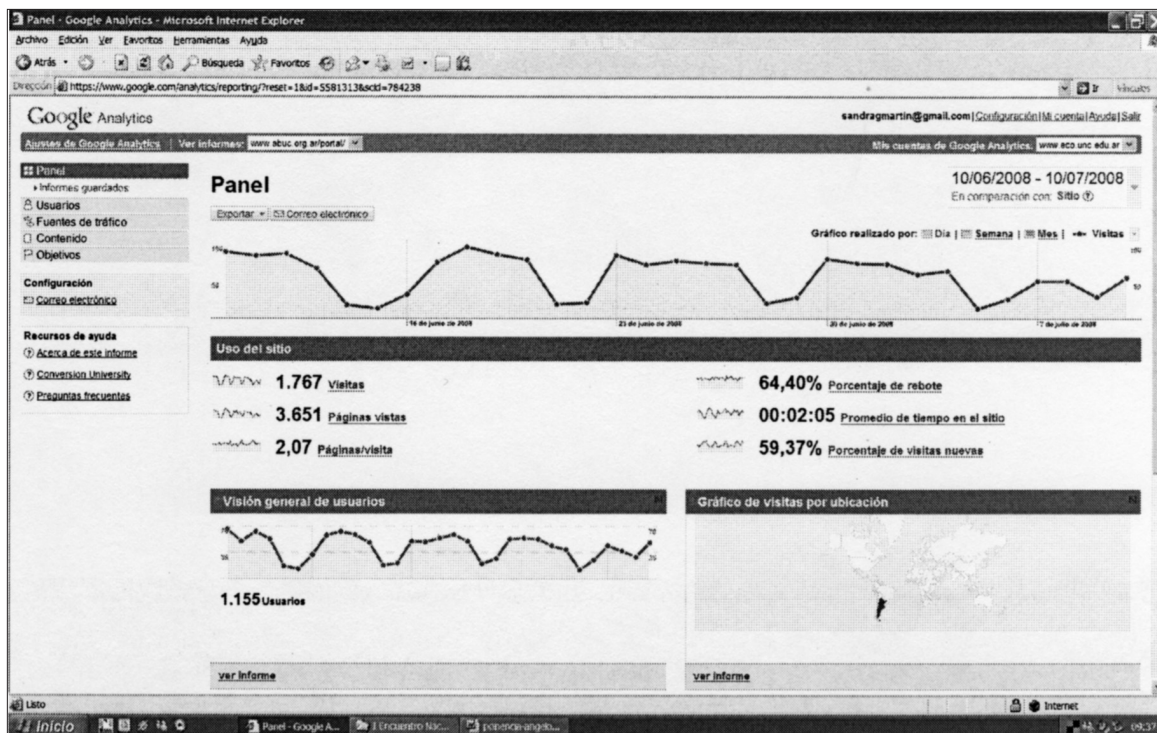 Panel - Google Analytics - Microsoft Internet Explorer
Archivo Edición Ver Favoritos Herramientas Ayuda
Atrás Búsqueda Favoritos
Dirección https://www.google.com/analytics/reporting/?reset=1&id=5581313&scid=784238 Ir Vínculos
Google Analytics
sandragmartin@gmail.com | Configuración | Mi cuenta | Ayuda | Salir
Ajustes de Google Analytics | Ver informes: www.abuc.org.ar/portal/
Mis cuentas de Google Analytics: www.eco.unc.edu.ar
Panel
Informes guardados
Usuarios
Fuentes de tráfico
Contenido
Objetivos
Configuración
Correo electrónico
Recursos de ayuda
Acerca de este informe
Conversion University
Preguntas frecuentes
Panel
10/06/2008 - 10/07/2008
En comparación con: Sitio
Exportar Correo electrónico
Gráfico realizado por: Día | Semana | Mes | Visitas
16 de junio de 2008 23 de junio de 2008 30 de junio de 2008 7 de julio de 2008
Uso del sitio
1.767 Visitas
3.651 Páginas vistas
2,07 Páginas/visita
64,40% Porcentaje de rebote
00:02:05 Promedio de tiempo en el sitio
59,37% Porcentaje de visitas nuevas
Visión general de usuarios
1.155 Usuarios
ver informe
Gráfico de visitas por ubicación
ver informe
Listo Internet
Inicio Panel - Google A... I Encuentro Nac... ponencia-angelo... 09:37